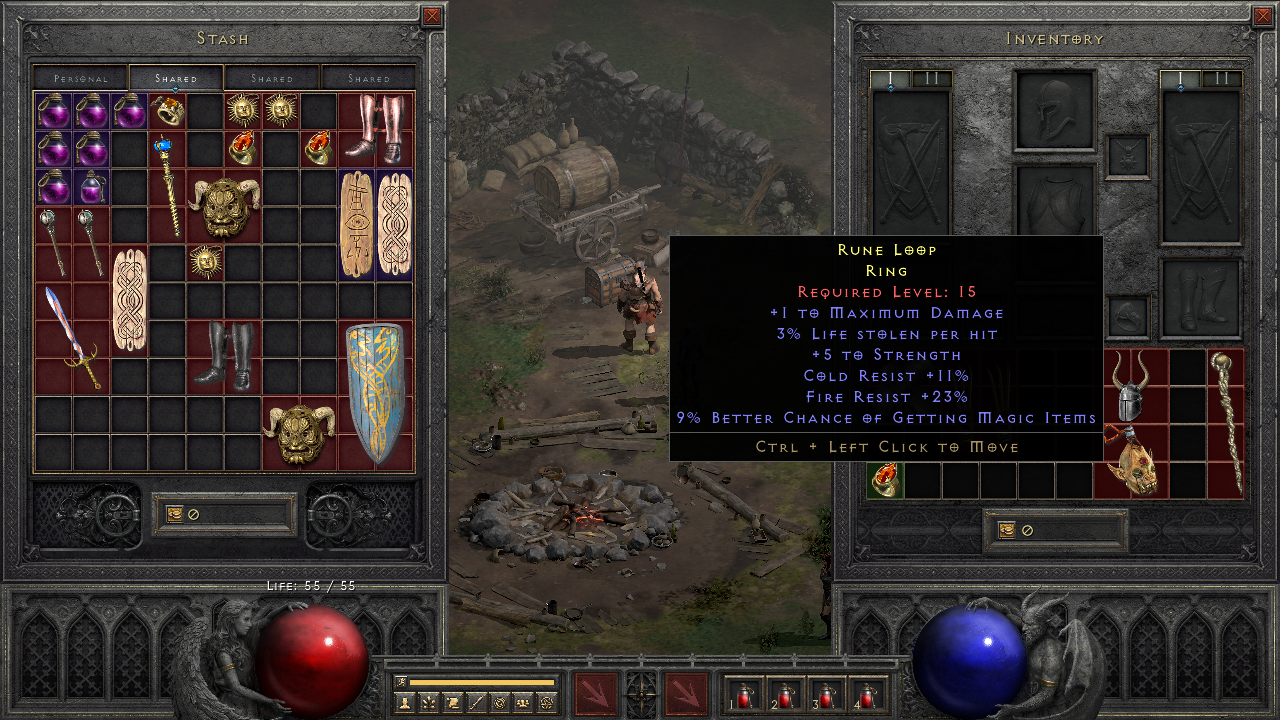 Stash
Inventory
Personal
Shared
Shared
Shared
I
II
I
II
Rune Loop
Ring
Required Level: 15
+1 to Maximum Damage
3% Life stolen per hit
+5 to Strength
Cold Resist +11%
Fire Resist +23%
9% Better Chance of Getting Magic Items
Ctrl + Left Click to Move
Life: 55 / 55
1
2
3
4